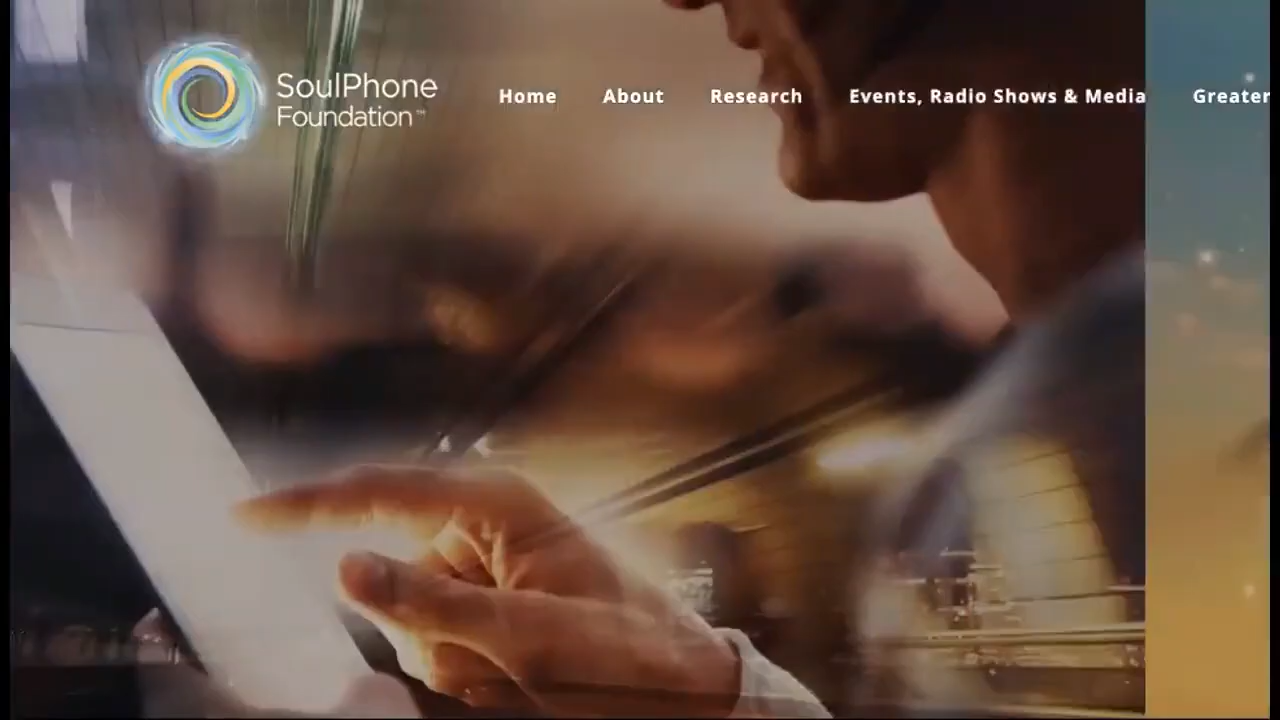 SoulPhone
Foundation™
Home About Research Events, Radio Shows & Media Greater